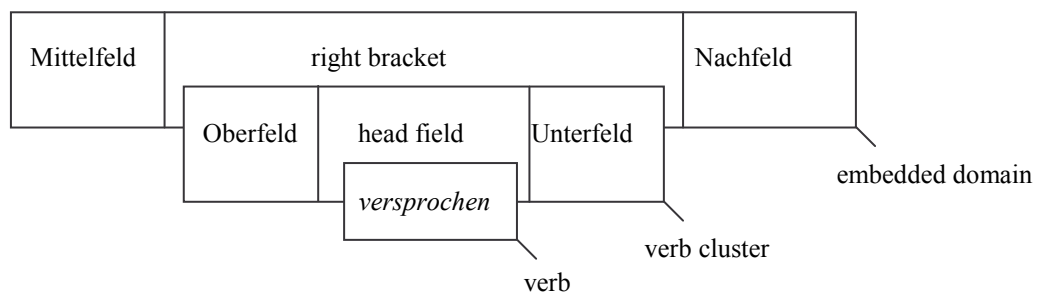 Mittelfeld right bracket Nachfeld
Oberfeld head field Unterfeld
embedded domain
versprochen
verb cluster
verb